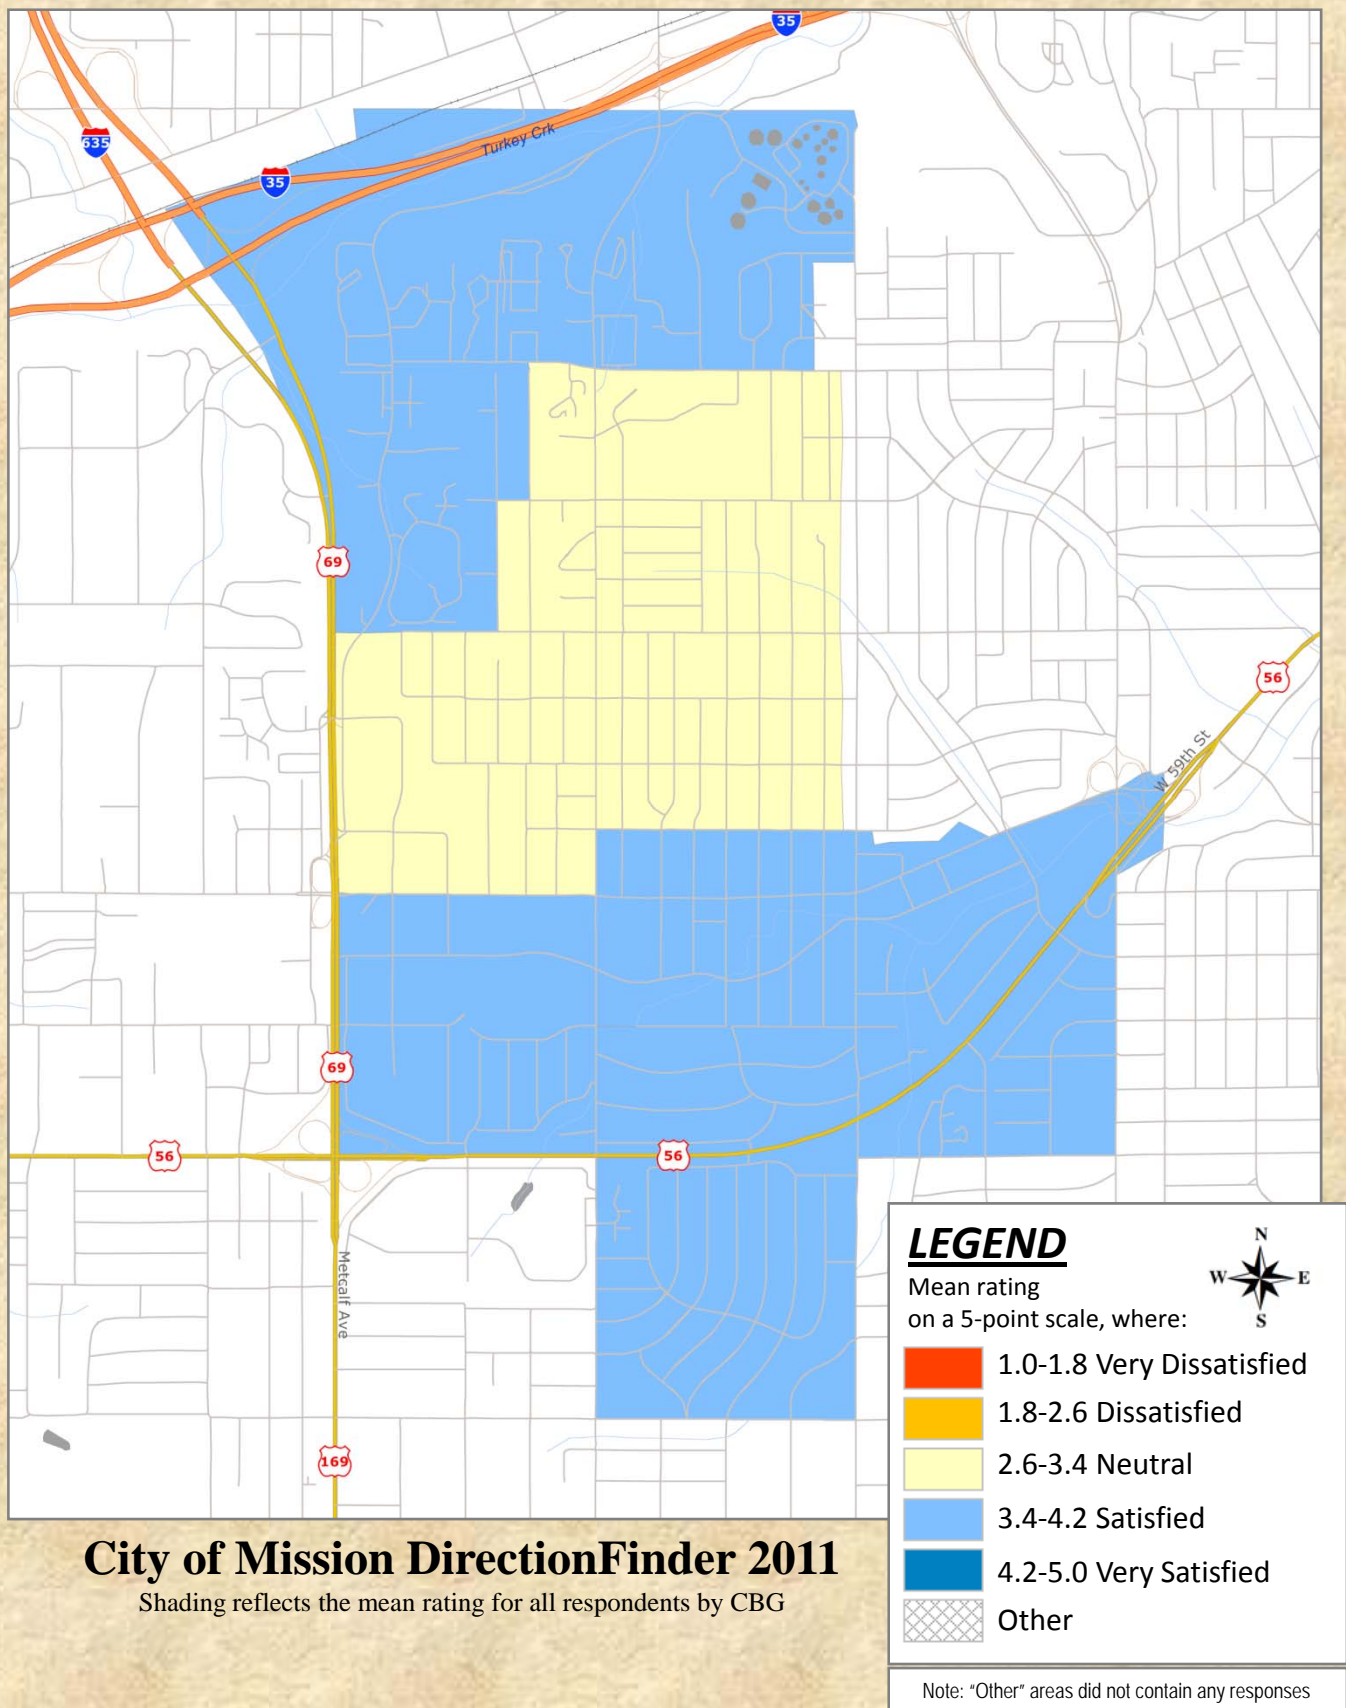 35
635
35
Turkey Crk
69
56
W 59th St
69
56
56
Metcalf Ave
169
LEGEND
Mean rating
on a 5-point scale, where:
N
W E
S
1.0-1.8 Very Dissatisfied
1.8-2.6 Dissatisfied
2.6-3.4 Neutral
3.4-4.2 Satisfied
4.2-5.0 Very Satisfied
Other
Note: “Other” areas did not contain any responses
City of Mission DirectionFinder 2011
Shading reflects the mean rating for all respondents by CBG